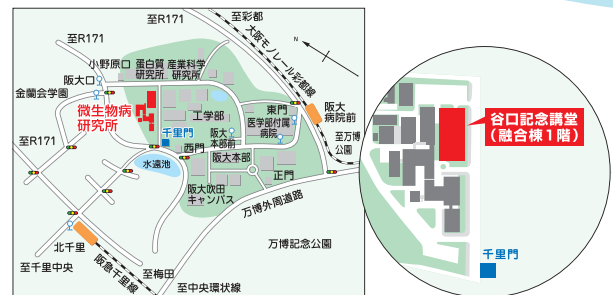 至R171
至彩都
大阪モノレール彩都線
至R171
小野原口
蛋白質
研究所
産業科学
研究所
阪大口
金蘭会学園
微生物病
研究所
工学部
東門
阪大
病院前
千里門
医学部付属
病院
至R171
西門
阪大
本部前
至万博
公園
水遠池
阪大本部
正門
阪大吹田
キャンパス
万博外周道路
北千里
万博記念公園
至千里中央
阪急千里線
至梅田
至中央環状線
N
谷口記念講堂
(融合棟1階)
千里門